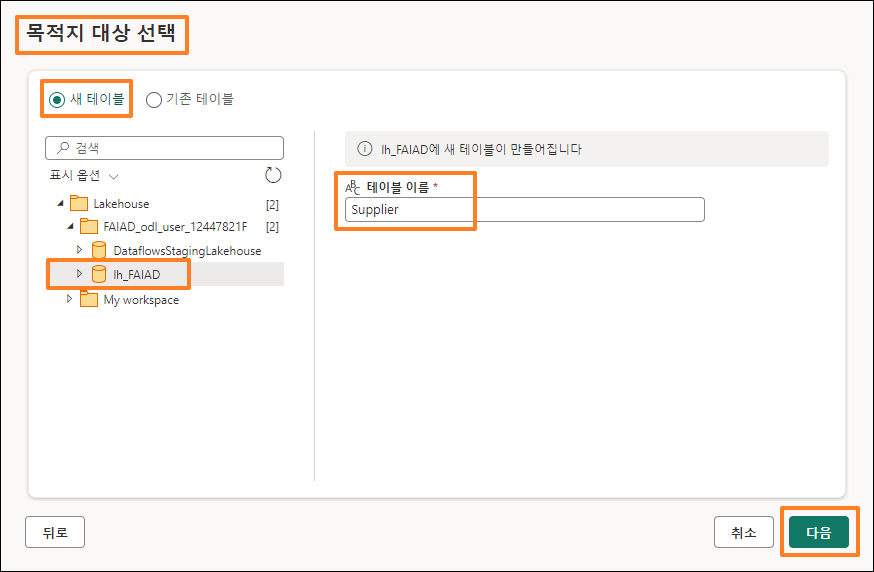 목적지 대상 선택
새 테이블
기존 테이블
검색
표시 옵션
Lakehouse [2]
FAIAD_odl_user_12447821F [2]
DataflowsStagingLakehouse
lh_FAIAD
My workspace
lh_FAIAD에 새 테이블이 만들어집니다
ABC 테이블 이름 *
Supplier
뒤로
취소
다음